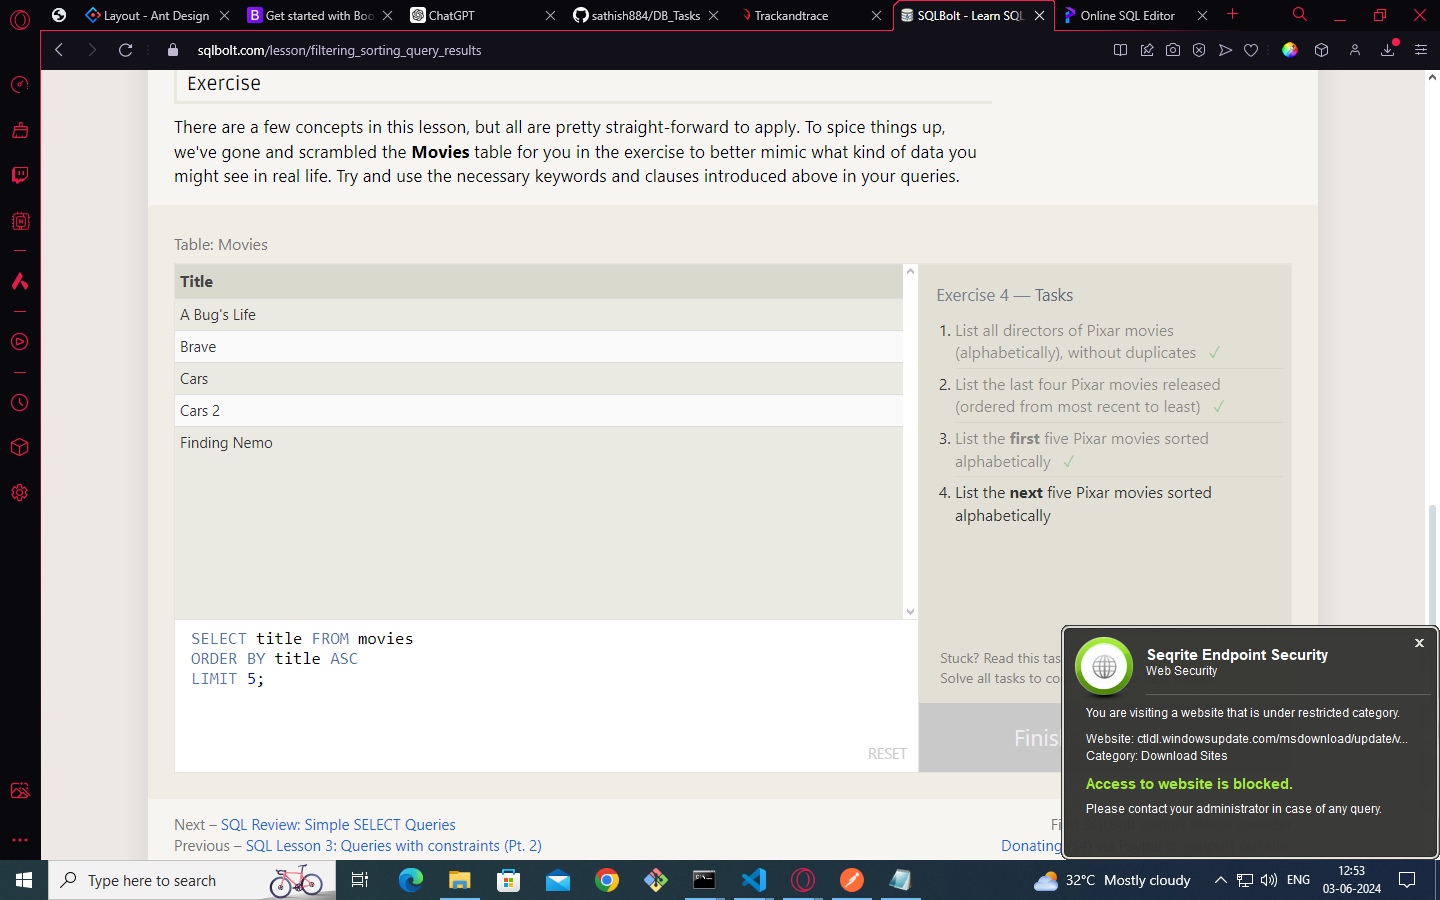 Layout - Ant Design
Get started with Boo
ChatGPT
sathish884/DB_Tasks
Trackandtrace
SQLBolt - Learn SQL
Online SQL Editor
sqlbolt.com/lesson/filtering_sorting_query_results
Exercise
There are a few concepts in this lesson, but all are pretty straight-forward to apply. To spice things up,
we've gone and scrambled the Movies table for you in the exercise to better mimic what kind of data you
might see in real life. Try and use the necessary keywords and clauses introduced above in your queries.
Table: Movies
Title
A Bug's Life
Brave
Cars
Cars 2
Finding Nemo
SELECT title FROM movies
ORDER BY title ASC
LIMIT 5;
RESET
Exercise 4 — Tasks
1. List all directors of Pixar movies
(alphabetically), without duplicates ✓
2. List the last four Pixar movies released
(ordered from most recent to least) ✓
3. List the first five Pixar movies sorted
alphabetically ✓
4. List the next five Pixar movies sorted
alphabetically
Stuck? Read this tas
Solve all tasks to co
Finis
Next – SQL Review: Simple SELECT Queries
Previous – SQL Lesson 3: Queries with constraints (Pt. 2)
Fi
Donating
Seqrite Endpoint Security
Web Security
x
You are visiting a website that is under restricted category.
Website: ctldl.windowsupdate.com/msdownload/update/v...
Category: Download Sites
Access to website is blocked.
Please contact your administrator in case of any query.
Type here to search
32°C Mostly cloudy
ENG
12:53
03-06-2024